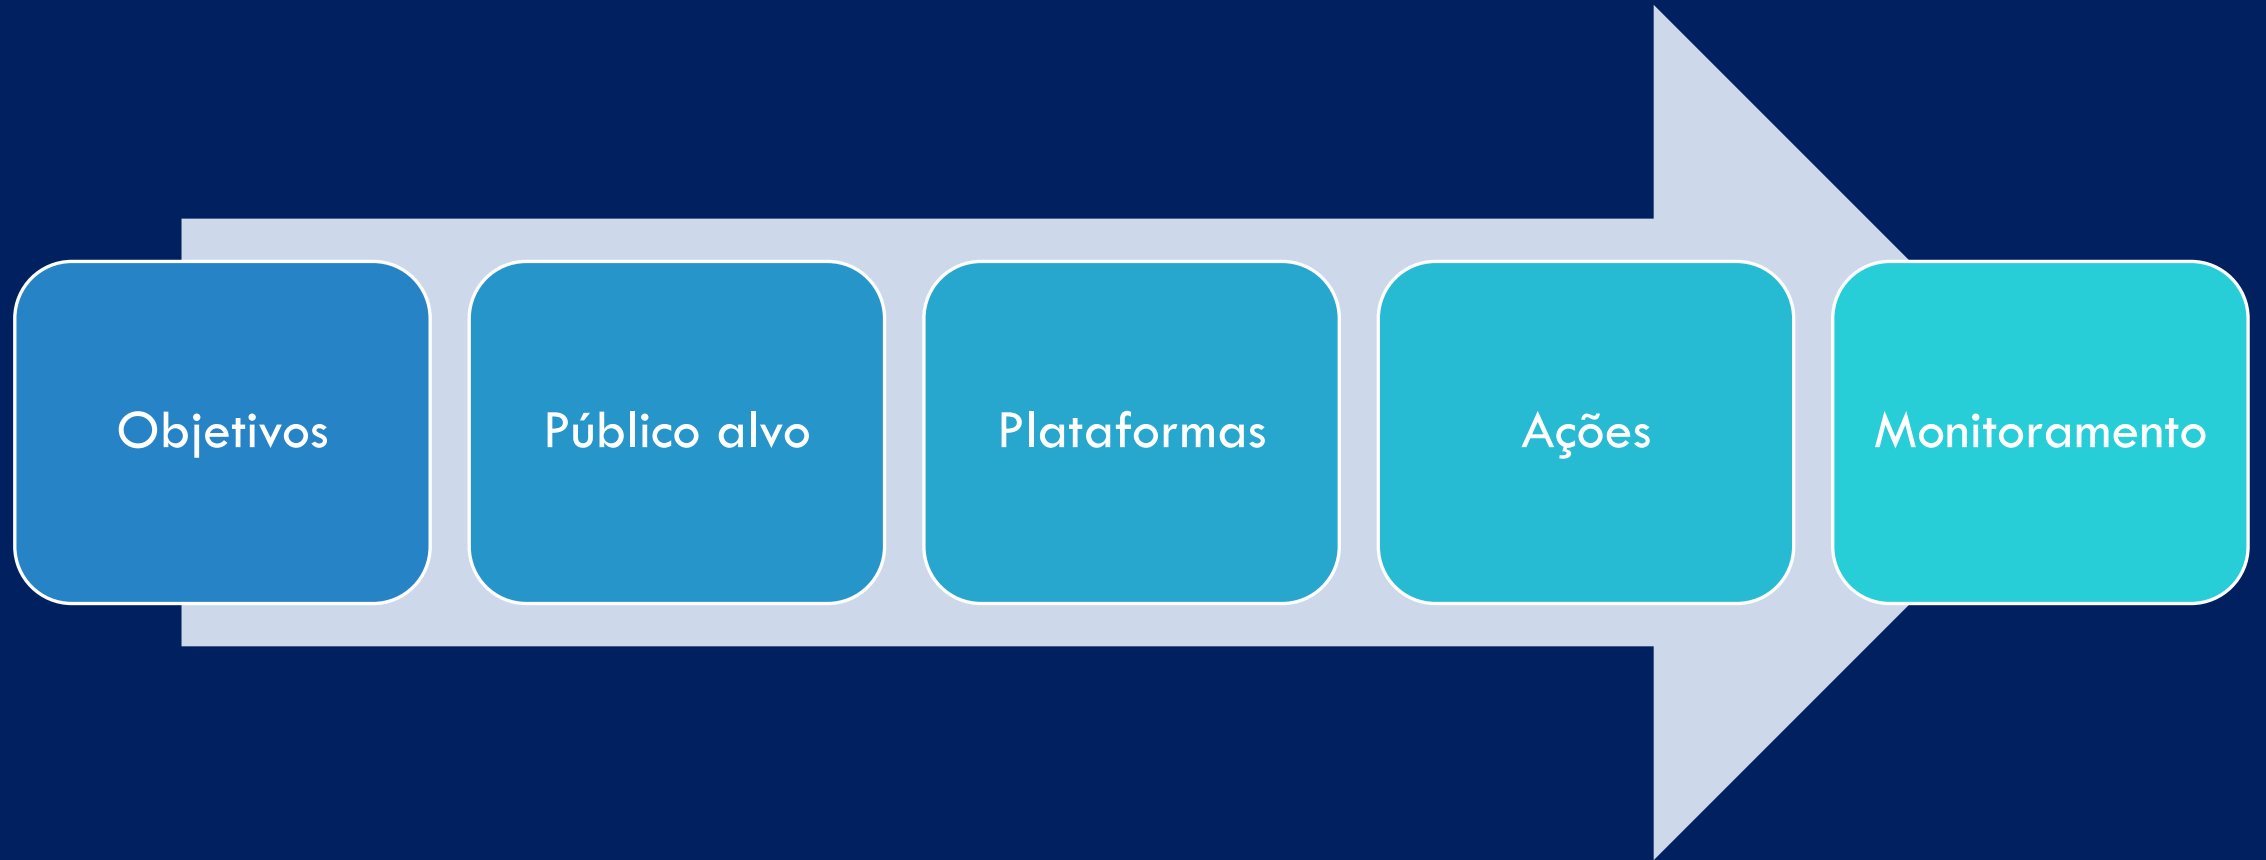 Objetivos
Público alvo
Plataformas
Ações
Monitoramento